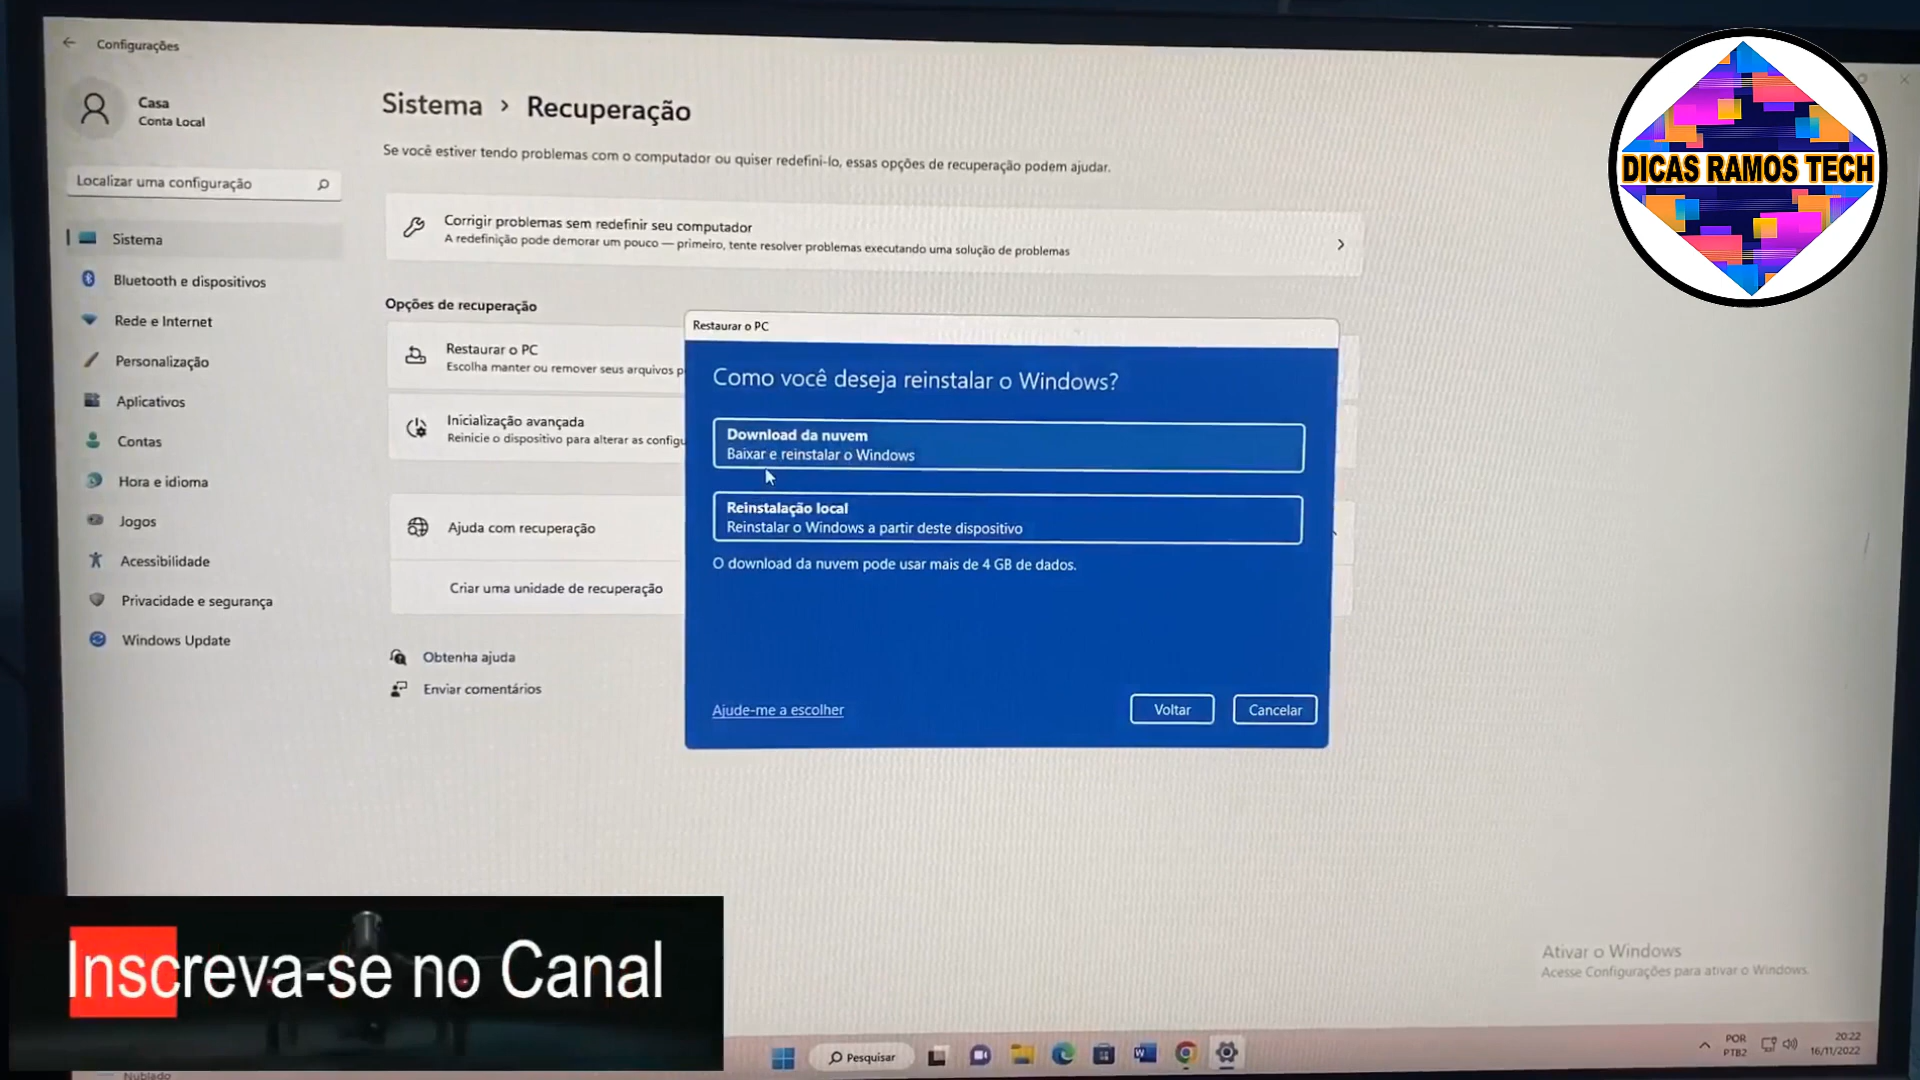 Configurações
Casa
Conta Local
Localizar uma configuração
Sistema
Bluetooth e dispositivos
Rede e Internet
Personalização
Aplicativos
Contas
Hora e idioma
Jogos
Acessibilidade
Privacidade e segurança
Windows Update
Sistema > Recuperação
Se você estiver tendo problemas com o computador ou quiser redefini-lo, essas opções de recuperação podem ajudar.
Corrigir problemas sem redefinir seu computador
A redefinição pode demorar um pouco — primeiro, tente resolver problemas executando uma solução de problemas
Opções de recuperação
Restaurar o PC
Escolha manter ou remover seus arquivos p
Inicialização avançada
Reinicie o dispositivo para alterar as configu
Ajuda com recuperação
Criar uma unidade de recuperação
Obtenha ajuda
Enviar comentários
Restaurar o PC
Como você deseja reinstalar o Windows?
Download da nuvem
Baixar e reinstalar o Windows
Reinstalação local
Reinstalar o Windows a partir deste dispositivo
O download da nuvem pode usar mais de 4 GB de dados.
Ajude-me a escolher
Voltar
Cancelar
DICAS RAMOS TECH
Ativar o Windows
Acesse Configurações para ativar o Windows.
Inscreva-se no Canal
Nublado
Pesquisar
POR
PTB2
20:22
16/11/2022